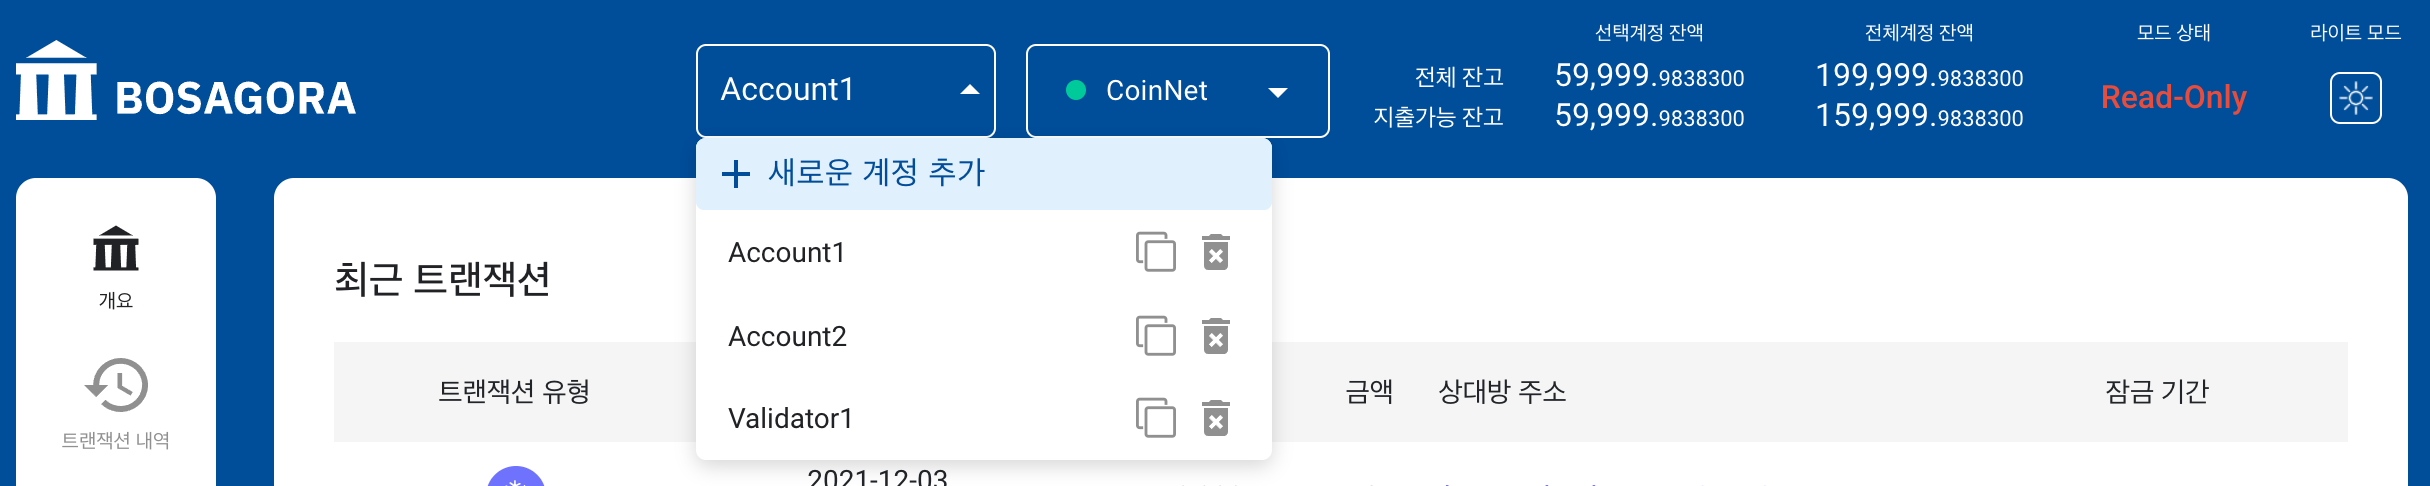 BOSAGORA
Account1
CoinNet
선택계정 잔액
전체계정 잔액
모드 상태
라이트 모드
전체 잔고 59,999.9838300 199,999.9838300
지출가능 잔고 59,999.9838300 159,999.9838300
Read-Only
새로운 계정 추가
Account1
Account2
Validator1
개요
트랜잭션 내역
최근 트랜잭션
트랜잭션 유형
금액
상대방 주소
잠금 기간
2021-12-03